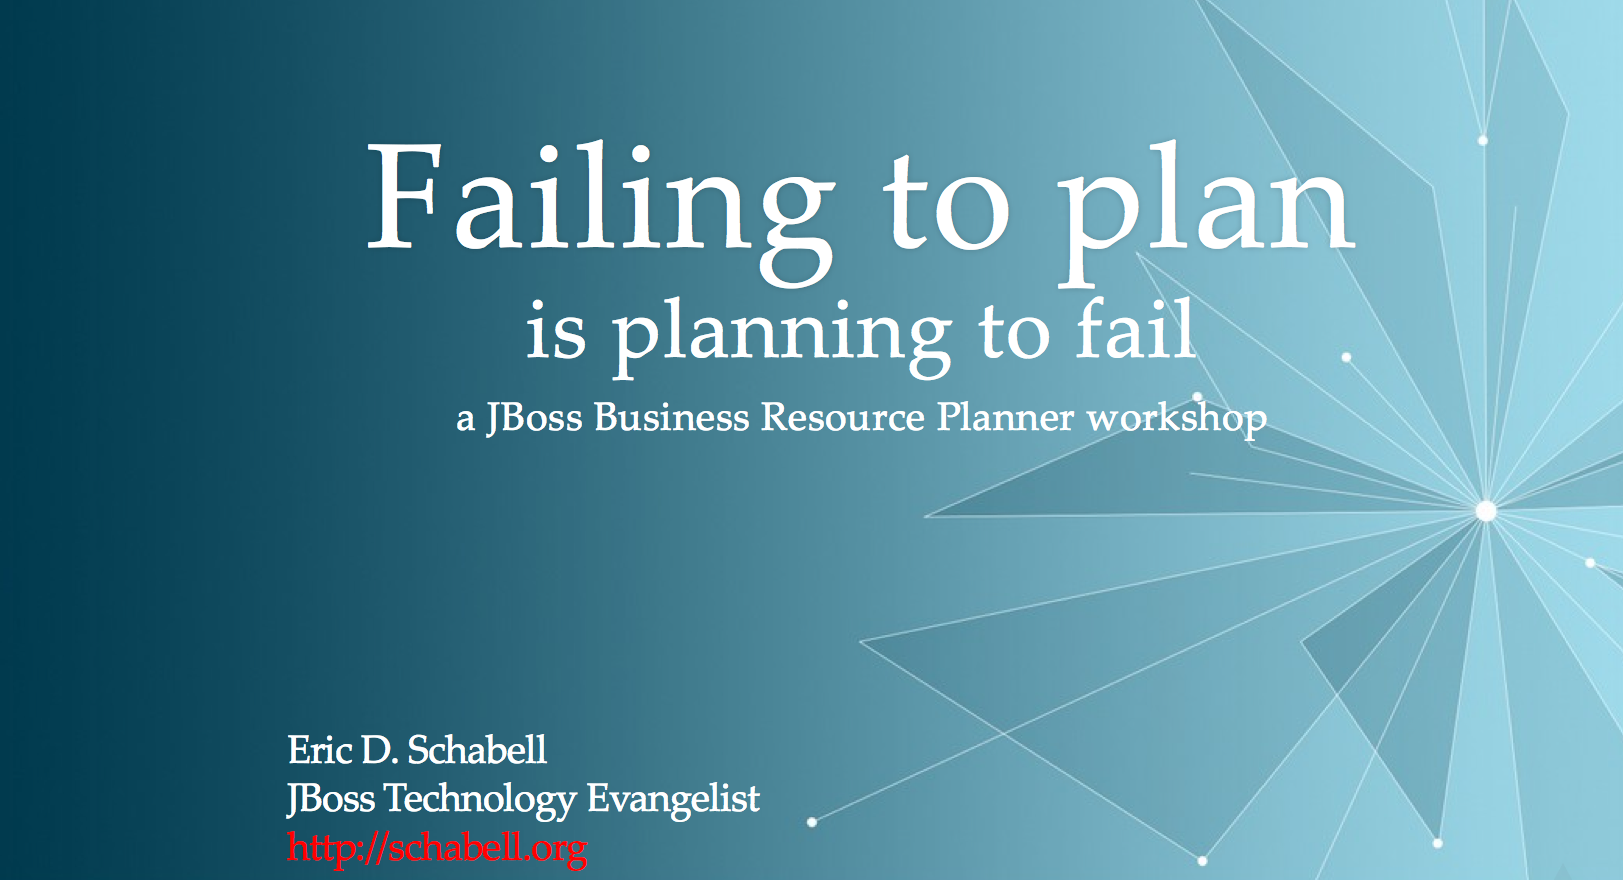 Failing to plan
is planning to fail
a JBoss Business Resource Planner workshop
Eric D. Schabell
JBoss Technology Evangelist
http://schabell.org